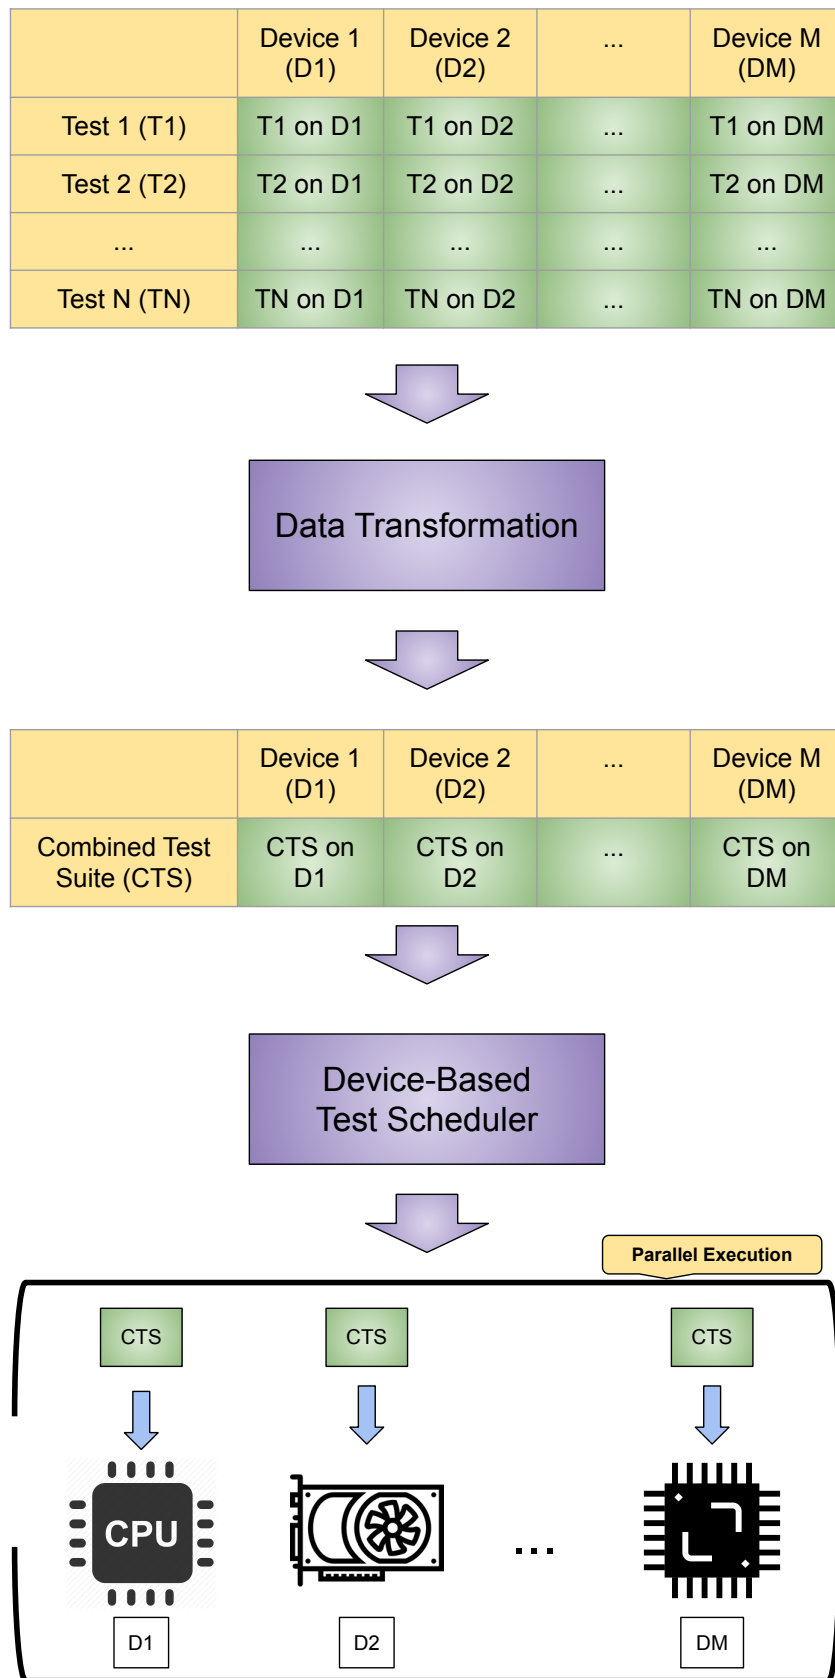 Device 1 (D1)
Device 2 (D2)
...
Device M (DM)
Test 1 (T1)
T1 on D1
T1 on D2
...
T1 on DM
Test 2 (T2)
T2 on D1
T2 on D2
...
T2 on DM
...
...
...
...
...
Test N (TN)
TN on D1
TN on D2
...
TN on DM
Data Transformation
Device 1
(D1)
Device 2
(D2)
...
Device M
(DM)
Combined Test
Suite (CTS)
CTS on
D1
CTS on
D2
...
CTS on
DM
Device-Based
Test Scheduler
Parallel Execution
CTS
CTS
CTS
CPU
...
D1
D2
DM